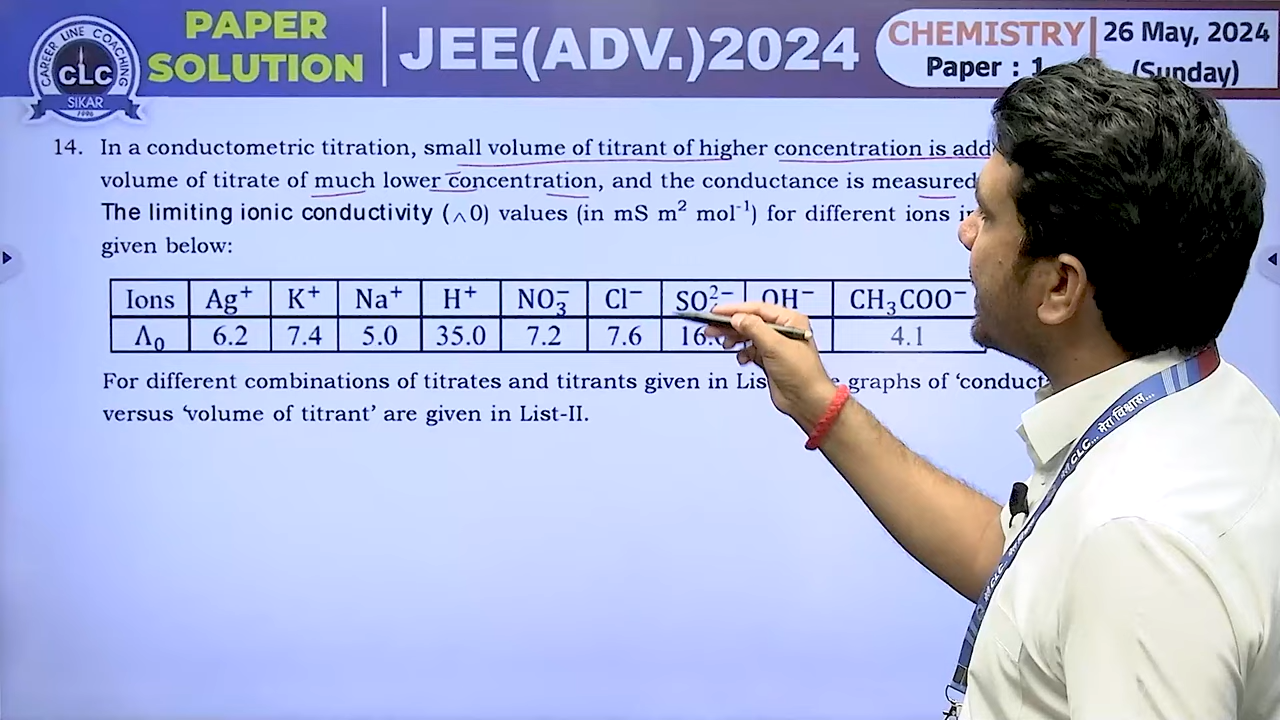 CAREER LINE COACHING
CLC
SIKAR
1996
PAPER
SOLUTION
JEE(ADV.)2024
CHEMISTRY
Paper : 1
26 May, 2024
(Sunday)
14. In a conductometric titration, small volume of titrant of higher concentration is
volume of titrate of much lower concentration, and the conductance is measured
The limiting ionic conductivity (∧0) values (in mS m² mol⁻¹) for different ions
given below:
Ions Ag⁺ K⁺ Na⁺ H⁺ NO₃⁻ Cl⁻ SO₄²⁻ OH⁻ CH₃COO⁻
Λ₀ 6.2 7.4 5.0 35.0 7.2 7.6 4.1
For different combinations of titrates and titrants given in graphs of
versus ‘volume of titrant’ are given in List-II.
CLC... मेरा विश्वास...